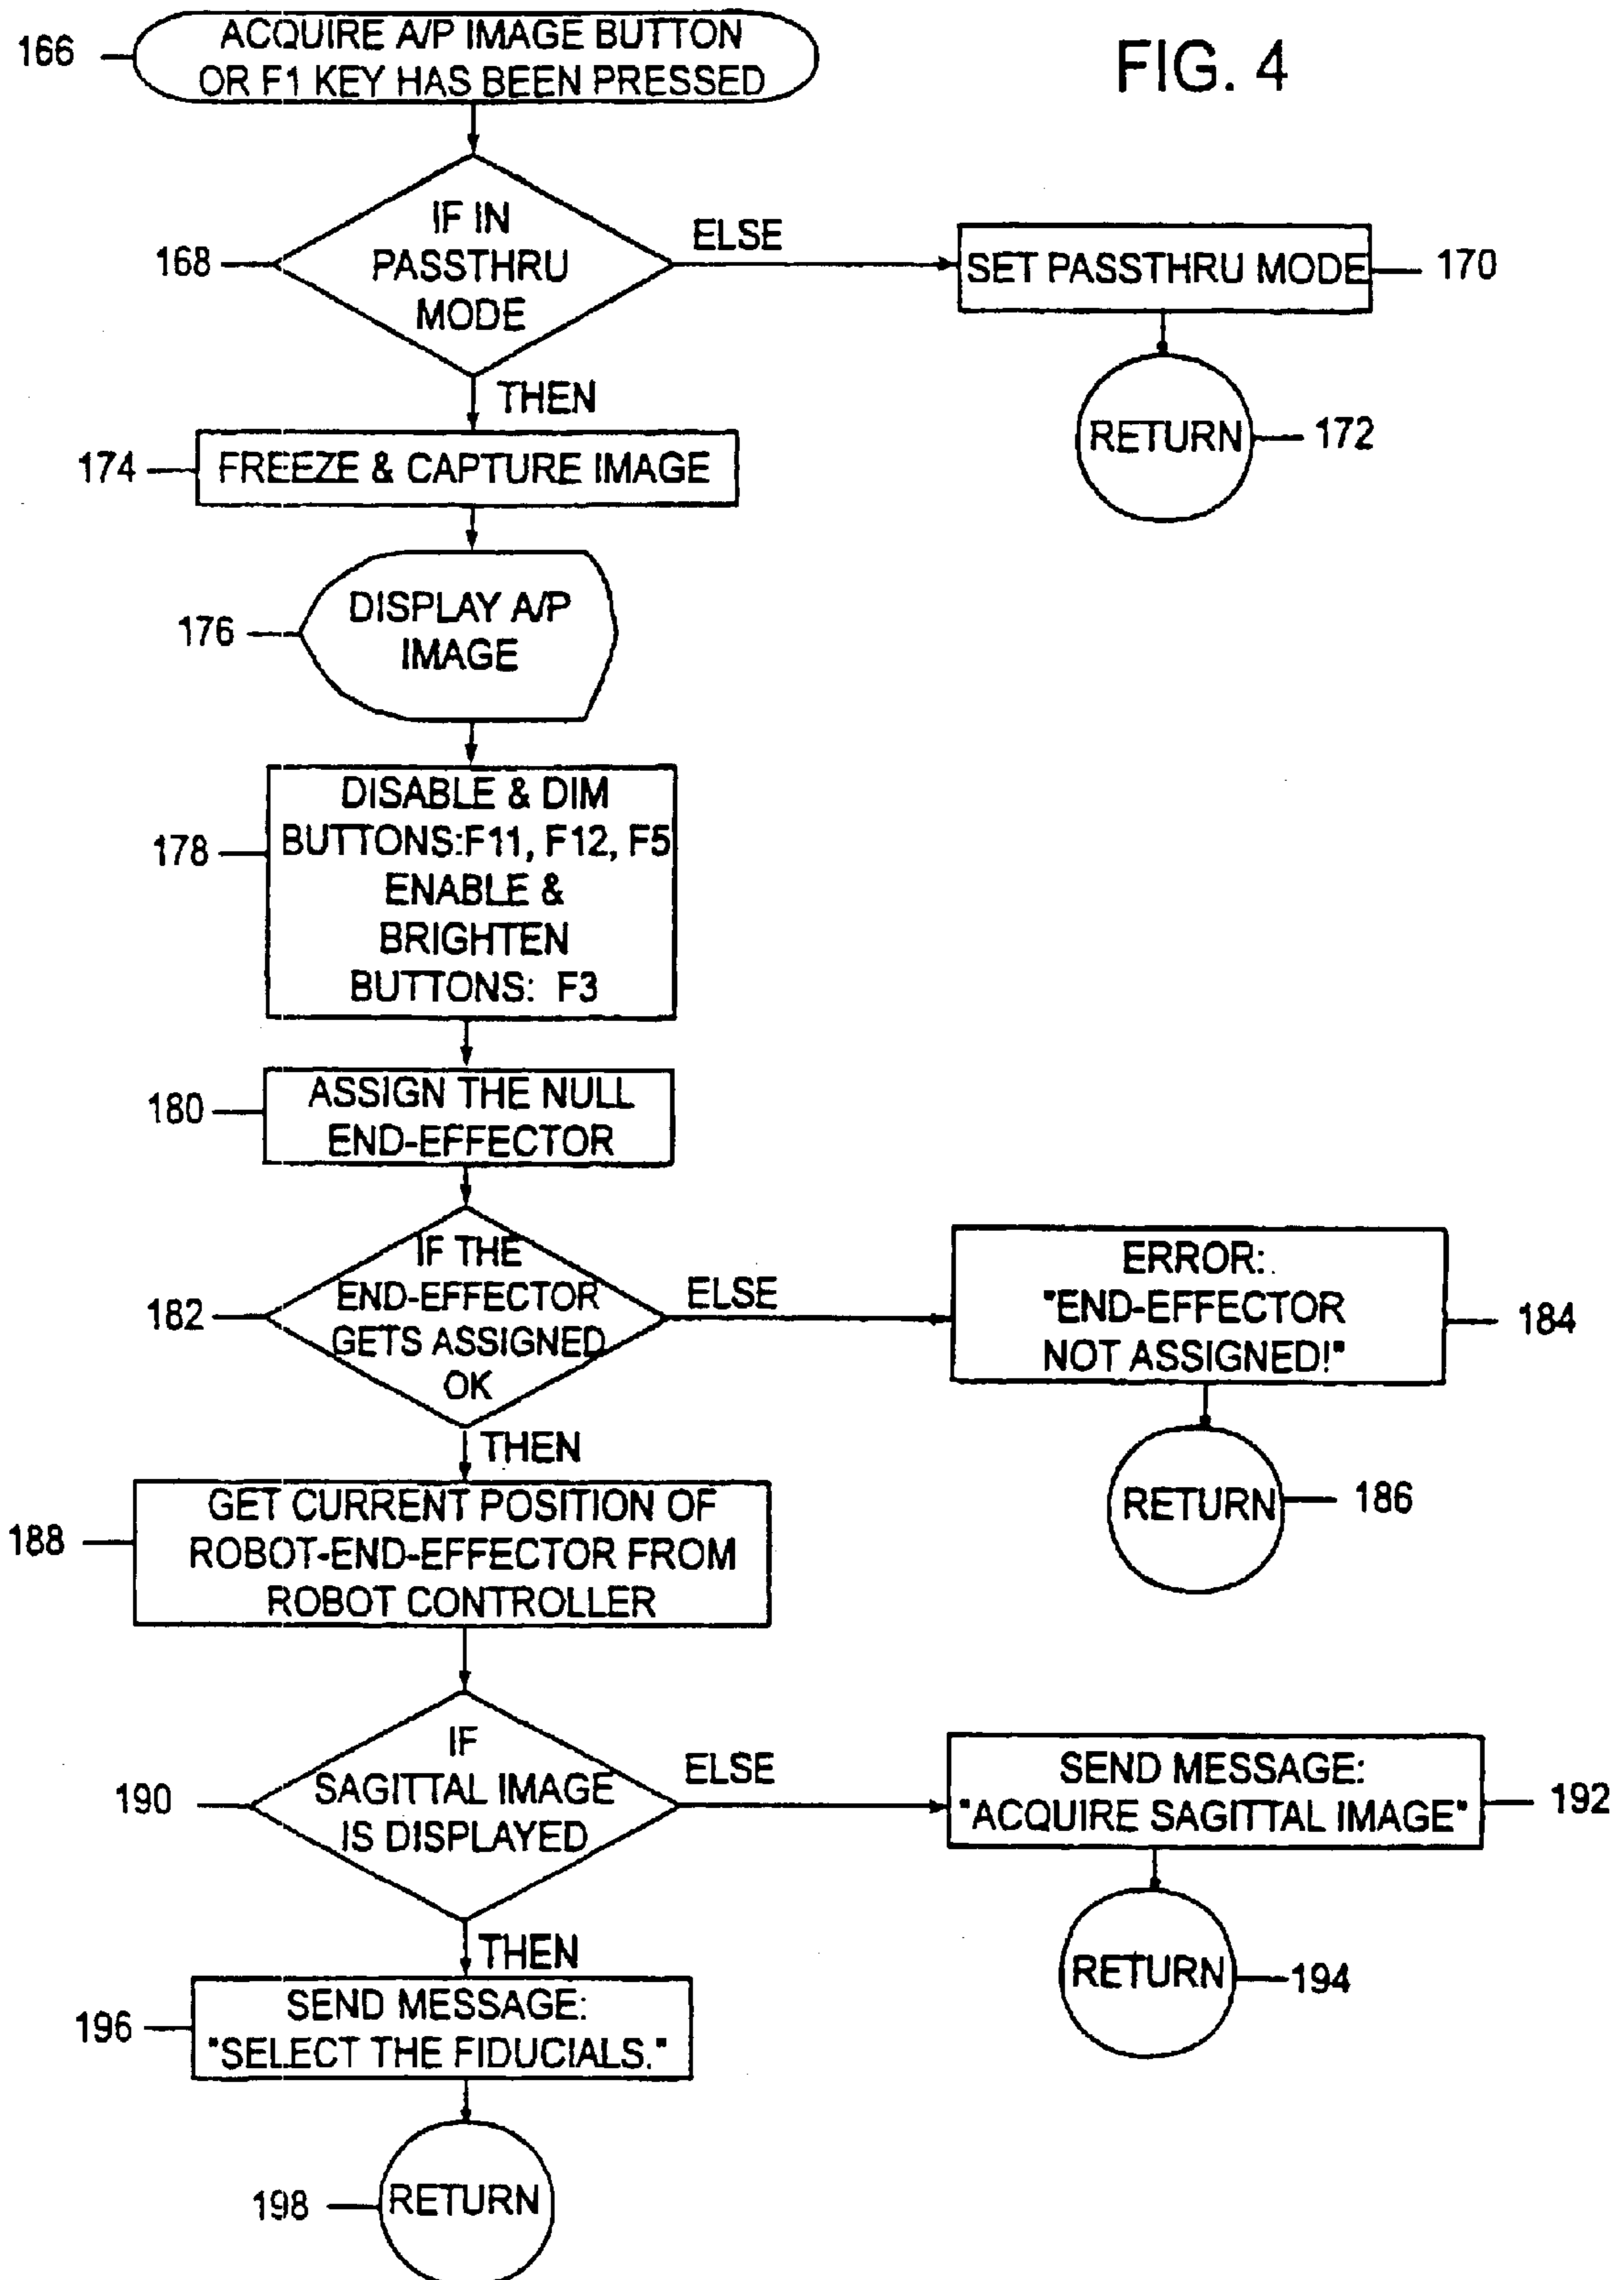 FIG. 4
166
ACQUIRE A/P IMAGE BUTTON
OR F1 KEY HAS BEEN PRESSED
168
IF IN
PASSTHRU
MODE
ELSE
SET PASSTHRU MODE
170
RETURN
172
THEN
174
FREEZE & CAPTURE IMAGE
176
DISPLAY A/P
IMAGE
178
DISABLE & DIM
BUTTONS:F11, F12, F5
ENABLE &
BRIGHTEN
BUTTONS: F3
180
ASSIGN THE NULL
END-EFFECTOR
182
IF THE
END-EFFECTOR
GETS ASSIGNED
OK
ELSE
ERROR:
"END-EFFECTOR
NOT ASSIGNED!"
184
RETURN
186
THEN
188
GET CURRENT POSITION OF
ROBOT-END-EFFECTOR FROM
ROBOT CONTROLLER
190
IF
SAGITTAL IMAGE
IS DISPLAYED
ELSE
SEND MESSAGE:
"ACQUIRE SAGITTAL IMAGE"
192
RETURN
194
THEN
196
SEND MESSAGE:
"SELECT THE FIDUCIALS."
198
RETURN